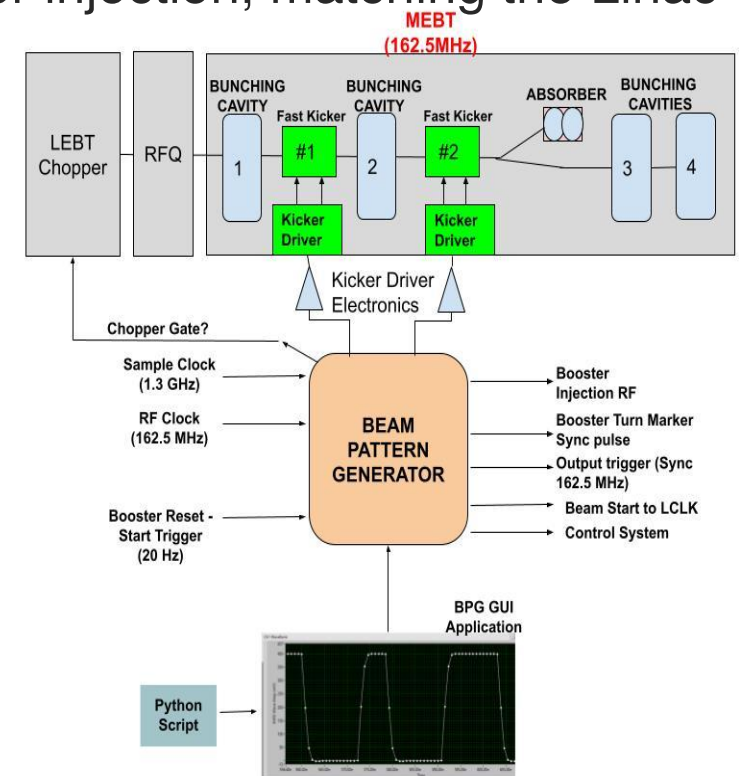 r injection, matching the Linac
MEBT
(162.5MHz)
BUNCHING
CAVITY
BUNCHING
CAVITY
BUNCHING
CAVITIES
ABSORBER
Fast Kicker
Fast Kicker
LEBT
Chopper
RFQ
1
#1
2
#2
3
4
Kicker
Driver
Kicker
Driver
Kicker Driver
Electronics
Chopper Gate?
Sample Clock
(1.3 GHz)
RF Clock
(162.5 MHz)
Booster Reset -
Start Trigger
(20 Hz)
BEAM
PATTERN
GENERATOR
Booster
Injection RF
Booster Turn Marker
Sync pulse
Output trigger (Sync
162.5 MHz)
Beam Start to LCLK
Control System
BPG GUI
Application
Python
Script